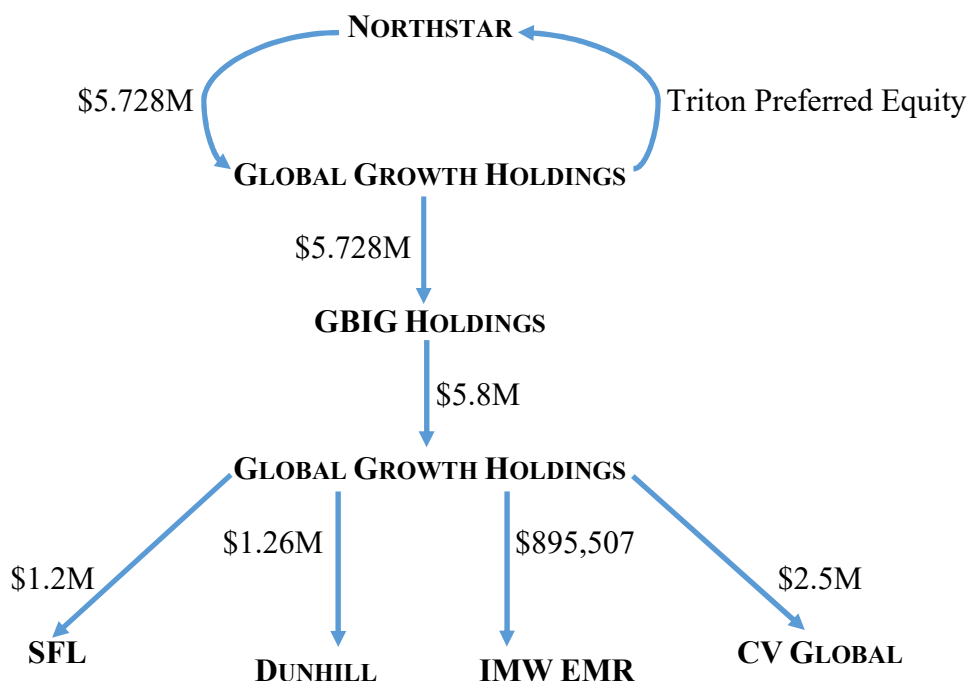 NORTHSTAR
$5.728M
Triton Preferred Equity
GLOBAL GROWTH HOLDINGS
$5.728M
GBIG HOLDINGS
$5.8M
GLOBAL GROWTH HOLDINGS
$1.2M
$1.26M
$895,507
$2.5M
SFL
DUNHILL
IMW EMR
CV GLOBAL